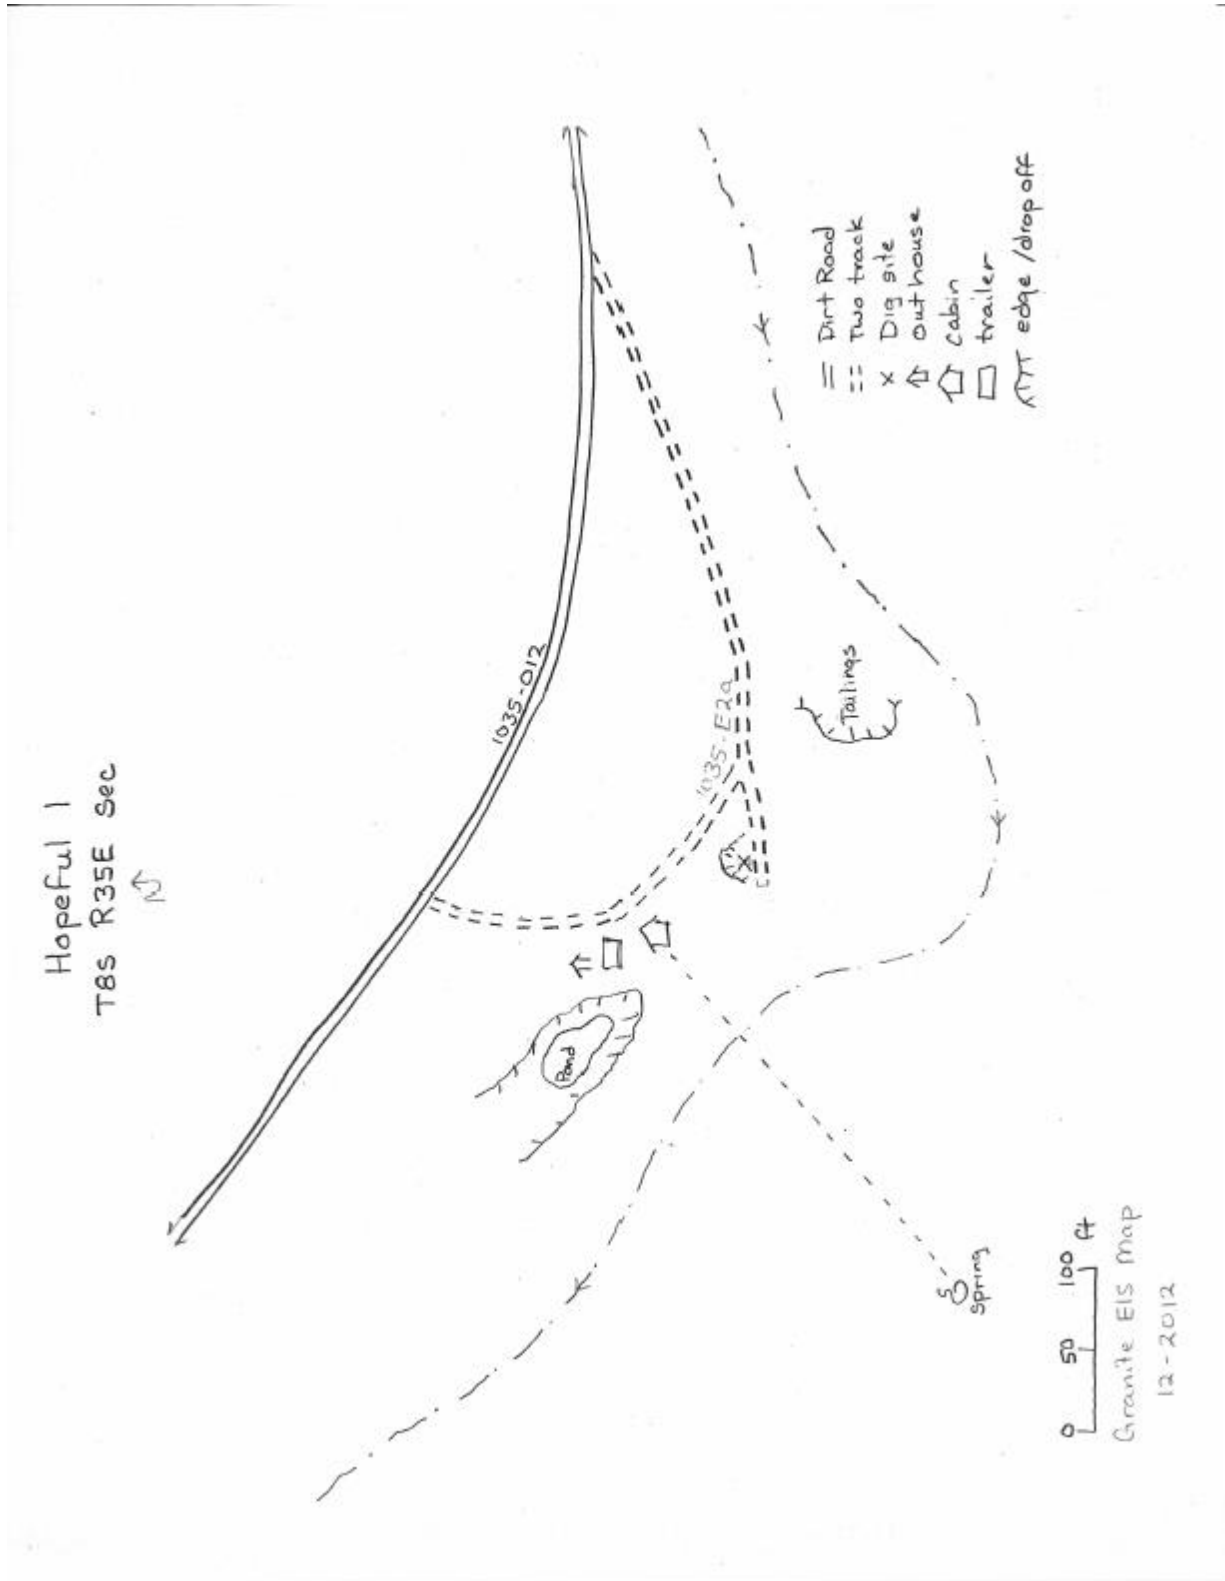 Hopeful 1
T8S R35E Sec
N
1035-012
1035-E2a
Pond
Tailings
Dirt Road
Two track
x Dig site
outhouse
cabin
trailer
edge/drop off
spring
0 50 100 ft
Granite EIS Map
12-2012